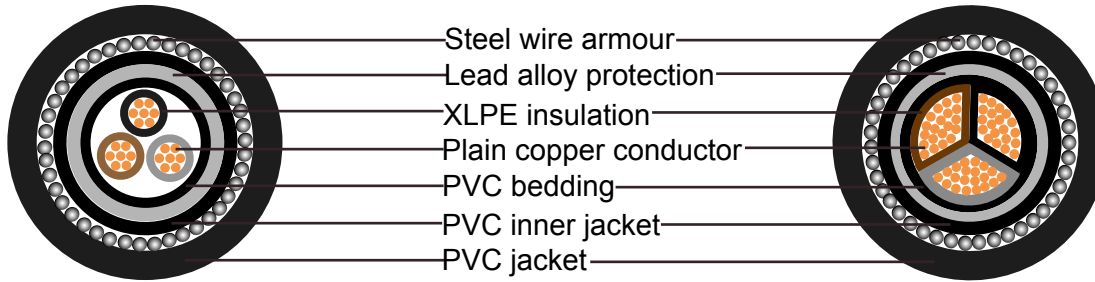 Steel wire armour
Lead alloy protection
XLPE insulation
Plain copper conductor
PVC bedding
PVC inner jacket
PVC jacket